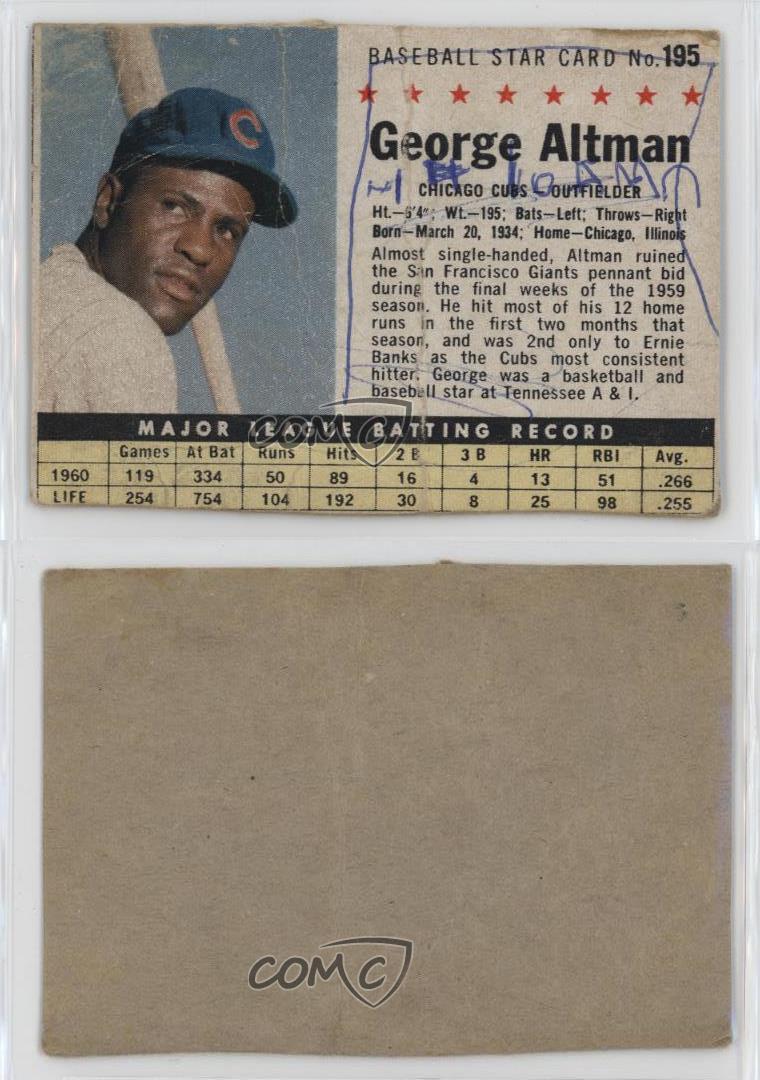 C
BASEBALL STAR CARD No. 195
George Altman
CHICAGO CUBS – OUTFIELDER
Ht.—6'4"; Wt.—195; Bats—Left; Throws—Right
Born—March 20, 1934; Home—Chicago, Illinois
Almost single-handed, Altman ruined
the San Francisco Giants pennant bid
during the final weeks of the 1959
season. He hit most of his 12 home
runs in the first two months that
season, and was 2nd only to Ernie
Banks as the Cubs most consistent
hitter. George was a basketball and
baseball star at Tennessee A & I.
MAJOR LEAGUE BATTING RECORD
Games At Bat Runs Hits 2 B 3 B HR RBI Avg.
1960 119 334 50 89 16 4 13 51 .266
LIFE 254 754 104 192 30 8 25 98 .255
COMC
COMC